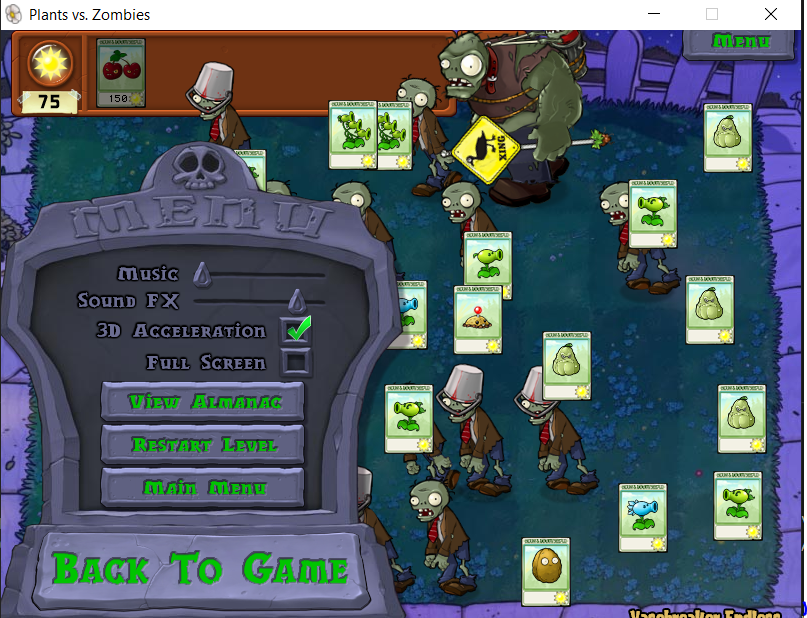 Plants vs. Zombies
75
150
Menu
XING
MENU
Music
Sound FX
3D Acceleration
Full Screen
View Almanac
Restart Level
Main Menu
Back To Game
Vasebreaker Endless